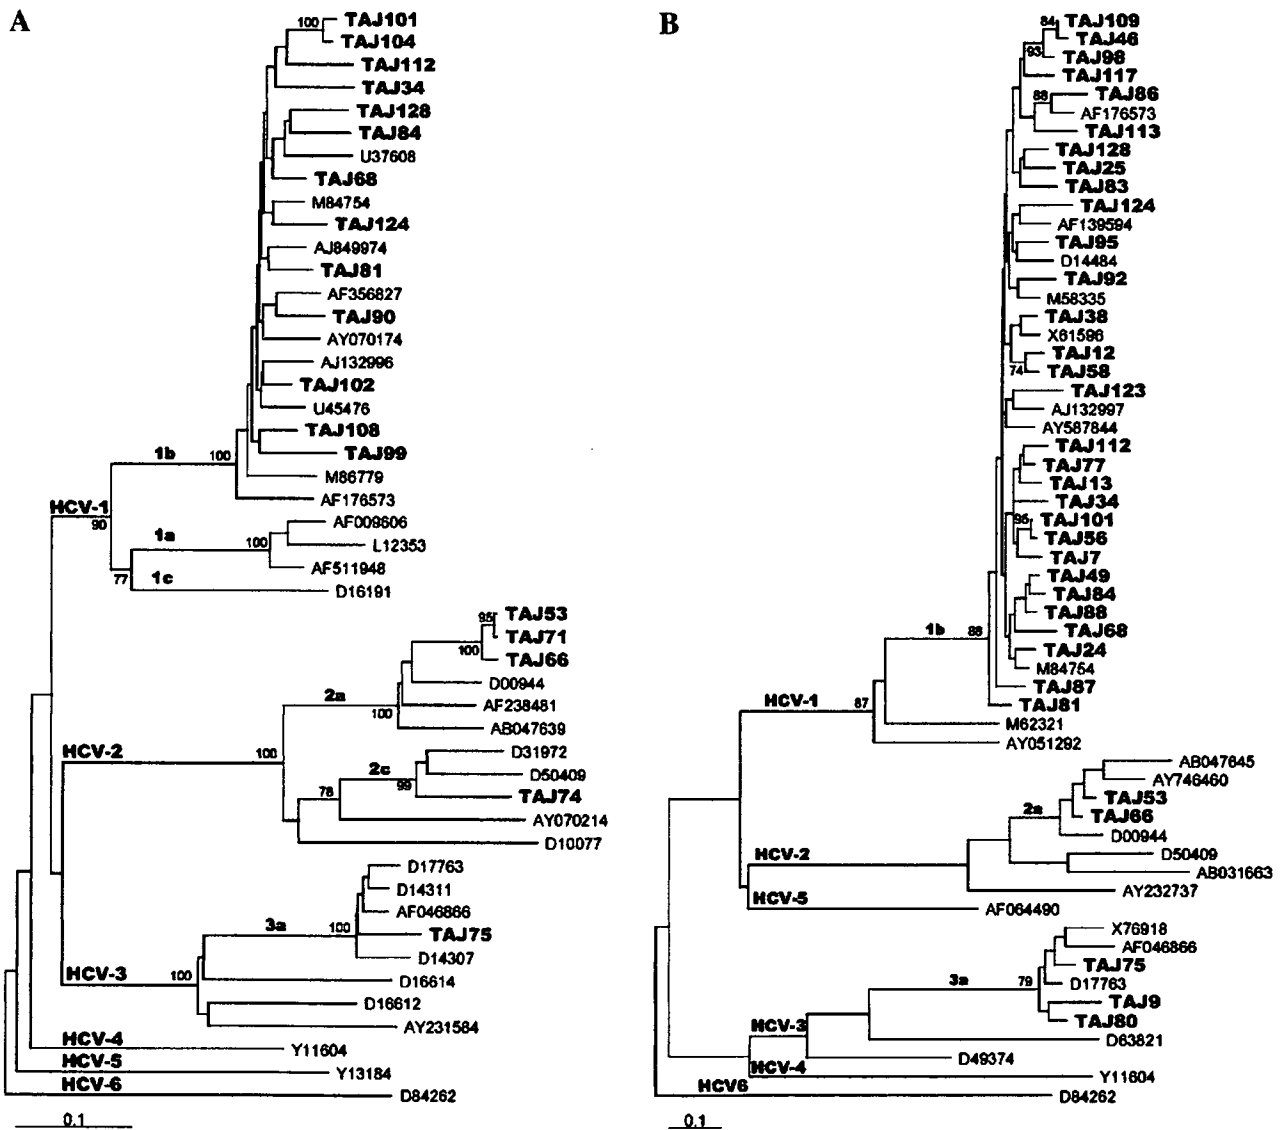 A
100
TAJ101
TAJ104
TAJ112
TAJ34
TAJ128
TAJ84
U37608
TAJ68
M84754
TAJ124
AJ849974
TAJ81
AF356827
TAJ90
AY070174
AJ132996
TAJ102
U45476
TAJ108
1b
100
TAJ99
M86779
AF176573
HCV-1
90
AF009606
1a
100
L12353
AF511948
77
1c
D16191
95
TAJ53
TAJ71
100
TAJ66
D00944
2a
100
AF238481
AB047639
HCV-2
100
D31972
2c
99
D50409
78
TAJ74
AY070214
D10077
D17763
D14311
AF046866
3a
100
TAJ75
D14307
HCV-3
100
D16614
D16612
AY231584
HCV-4
Y11604
HCV-5
Y13184
HCV-6
D84262
0.1
B
84
TAJ109
TAJ46
93
TAJ98
TAJ117
88
TAJ86
AF176573
TAJ113
TAJ128
TAJ25
TAJ83
TAJ124
AF139594
TAJ95
D14484
TAJ92
M58335
TAJ38
X61596
TAJ12
74
TAJ58
TAJ123
AJ132997
AY587844
TAJ112
TAJ77
TAJ13
TAJ34
95
TAJ101
TAJ56
TAJ7
TAJ49
TAJ84
TAJ88
1b
88
TAJ68
TAJ24
M84754
TAJ87
HCV-1
87
TAJ81
M62321
AY051292
AB047645
AY746460
TAJ53
2a
TAJ66
D00944
HCV-2
D50409
AB031663
AY232737
HCV-5
AF064490
X76918
AF046866
TAJ75
3a
79
D17763
TAJ9
TAJ80
HCV-3
D63821
D49374
HCV-4
Y11604
HCV6
D84262
0.1